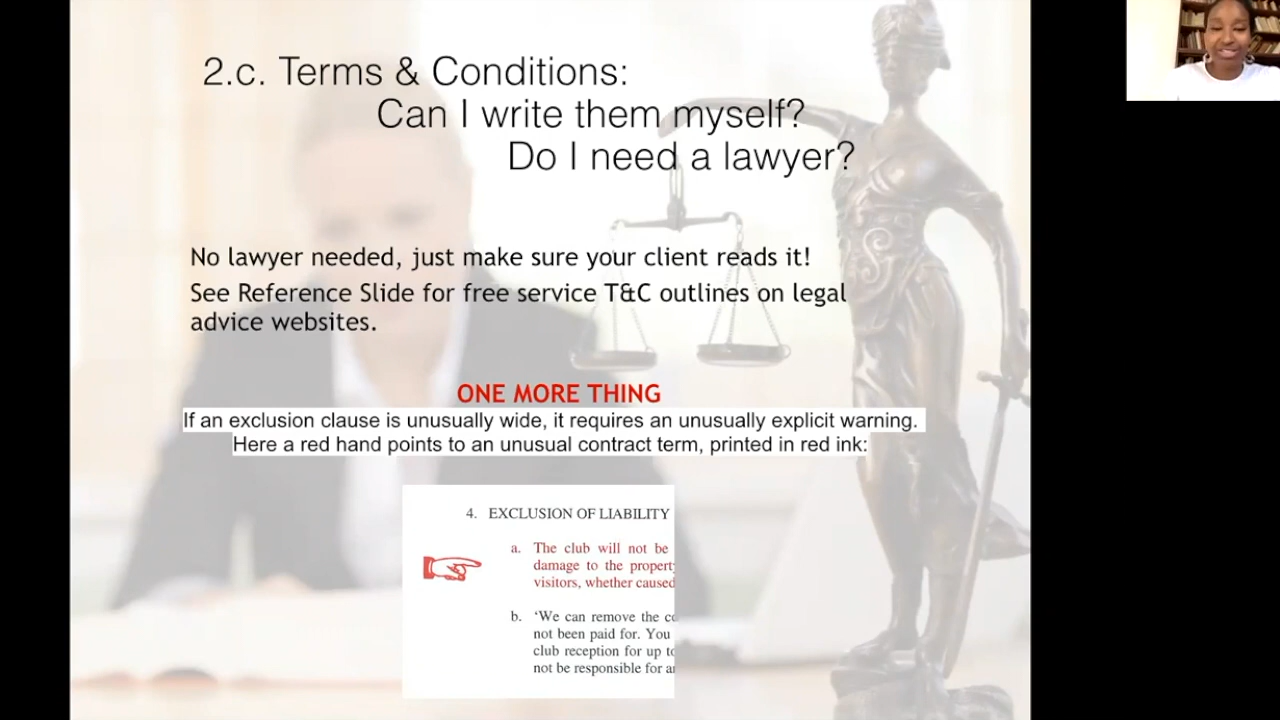 2.c. Terms & Conditions:
Can I write them myself?
Do I need a lawyer?
No lawyer needed, just make sure your client reads it!
See Reference Slide for free service T&C outlines on legal
advice websites.
ONE MORE THING
If an exclusion clause is unusually wide, it requires an unusually explicit warning.
Here a red hand points to an unusual contract term, printed in red ink:
4. EXCLUSION OF LIABILITY
a. The club will not be
damage to the property
visitors, whether caused
b. ‘We can remove the
not been paid for. You
club reception for up
not be responsible for